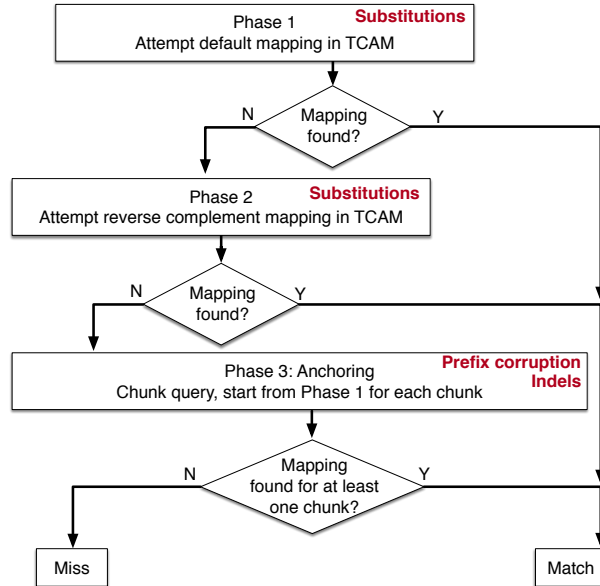 Phase 1
Substitutions
Attempt default mapping in TCAM
N
Mapping
found?
Y
Phase 2
Substitutions
Attempt reverse complement mapping in TCAM
N
Mapping
found?
Y
Phase 3: Anchoring
Prefix corruption
Indels
Chunk query, start from Phase 1 for each chunk
N
Mapping
found for at least
one chunk?
Y
Miss
Match